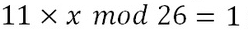 11 × x mod 26 = 1